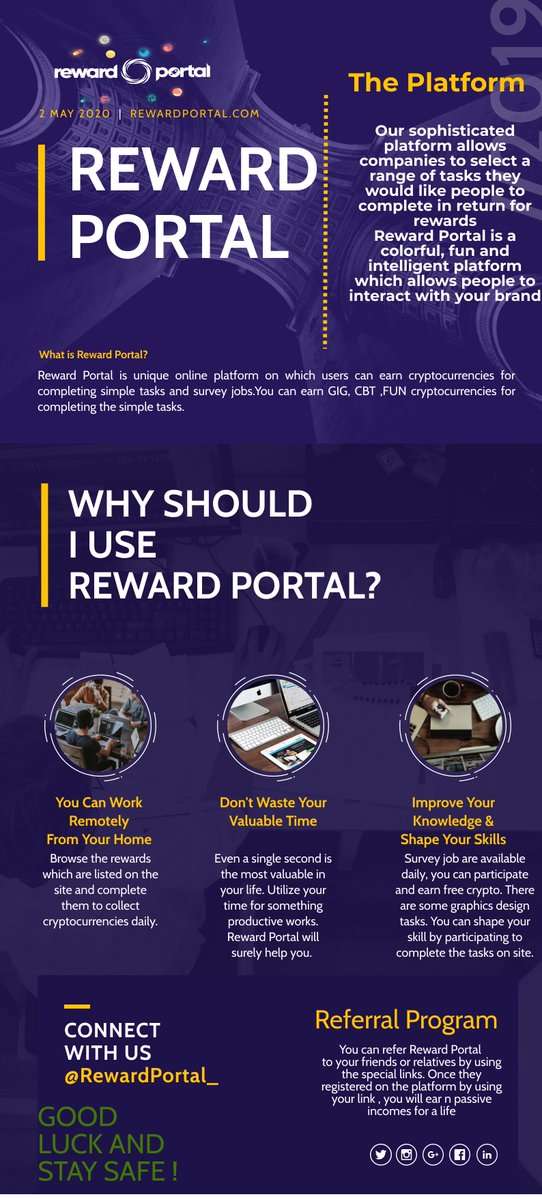 reward portal
2 MAY 2020 | REWARDPORTAL.COM
REWARD
PORTAL
/2019
The Platform
Our sophisticated
platform allows
companies to select a
range of tasks they
would like people to
complete in return for
rewards
Reward Portal is a
colorful, fun and
intelligent platform
which allows people to
interact with your brand
What is Reward Portal?
Reward Portal is unique online platform on which users can earn cryptocurrencies for
completing simple tasks and survey jobs.You can earn GIG, CBT ,FUN cryptocurrencies for
completing the simple tasks.
WHY SHOULD
I USE
REWARD PORTAL?
You Can Work
Remotely
From Your Home
Browse the rewards
which are listed on the
site and complete
them to collect
cryptocurrencies daily.
Don't Waste Your
Valuable Time
Even a single second is
the most valuable in
your life. Utilize your
time for something
productive works.
Reward Portal will
surely help you.
Improve Your
Knowledge &
Shape Your Skills
Survey job are available
daily, you can participate
and earn free crypto. There
are some graphics design
tasks. You can shape your
skill by participating to
complete the tasks on site.
CONNECT
WITH US
@RewardPortal_
GOOD
LUCK AND
STAY SAFE !
Referral Program
You can refer Reward Portal
to your friends or relatives by using
the special links. Once they
registered on the platform by using
your link , you will ear n passive
incomes for a life